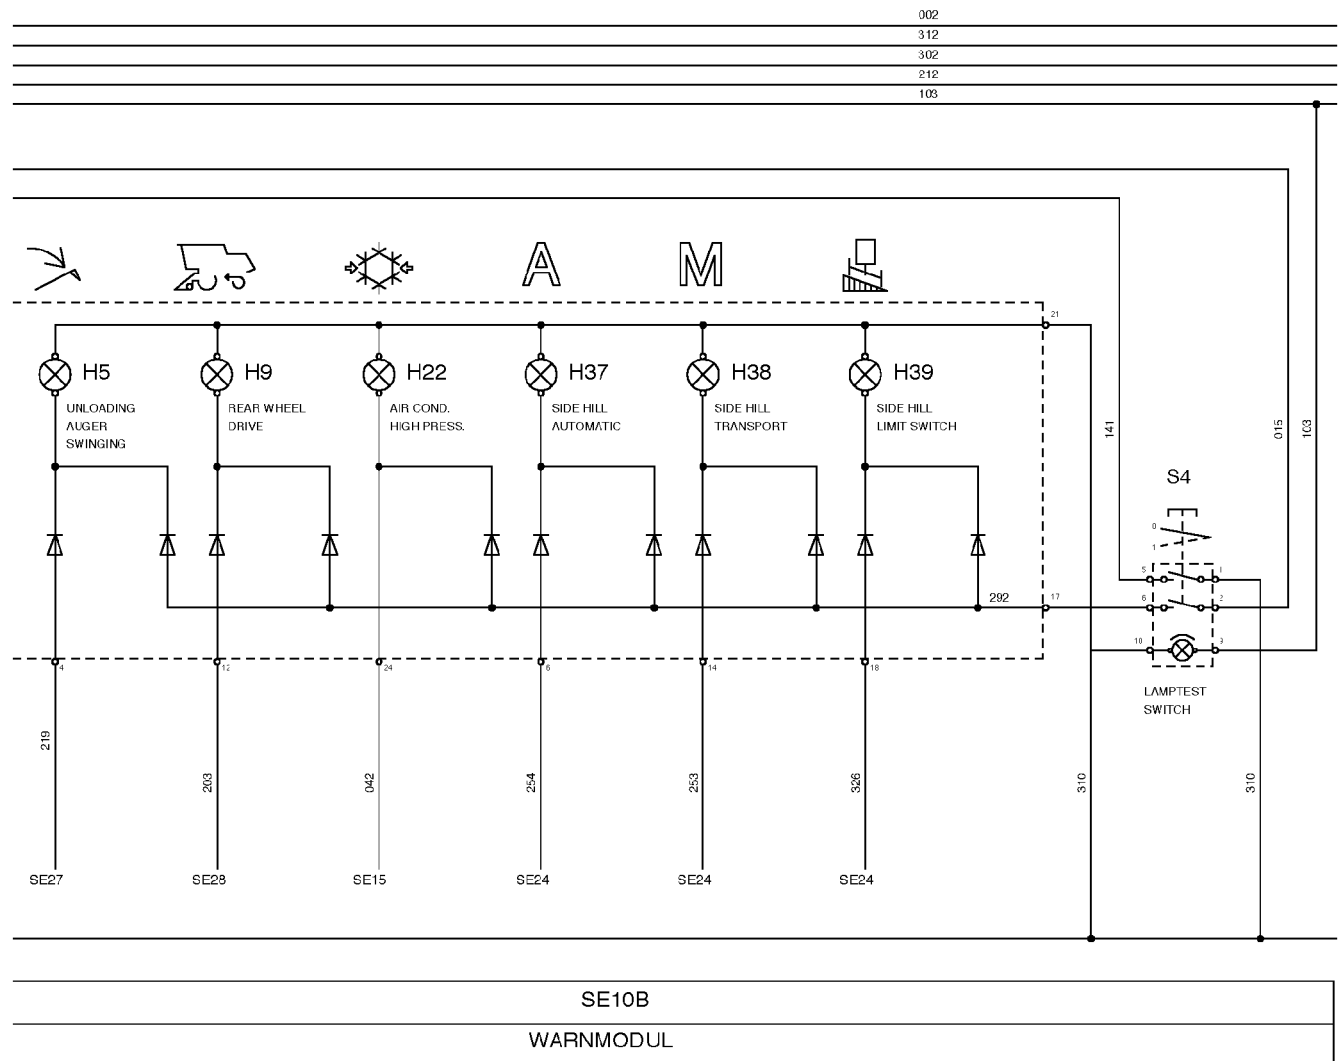 002
312
302
212
103
A M
21
H5 H9 H22 H37 H38 H39
UNLOADING
AUGER
SWINGING
REAR WHEEL
DRIVE
AIR COND.
HIGH PRESS.
SIDE HILL
AUTOMATIC
SIDE HILL
TRANSPORT
SIDE HILL
LIMIT SWITCH
141
015
103
S4
0
1
5 1
292 17 6 2
10 9
4 12 24 6 14 18
LAMPTEST
SWITCH
219
203
042
254
253
326
310
310
SE27 SE28 SE15 SE24 SE24 SE24
SE10B
WARNMODUL